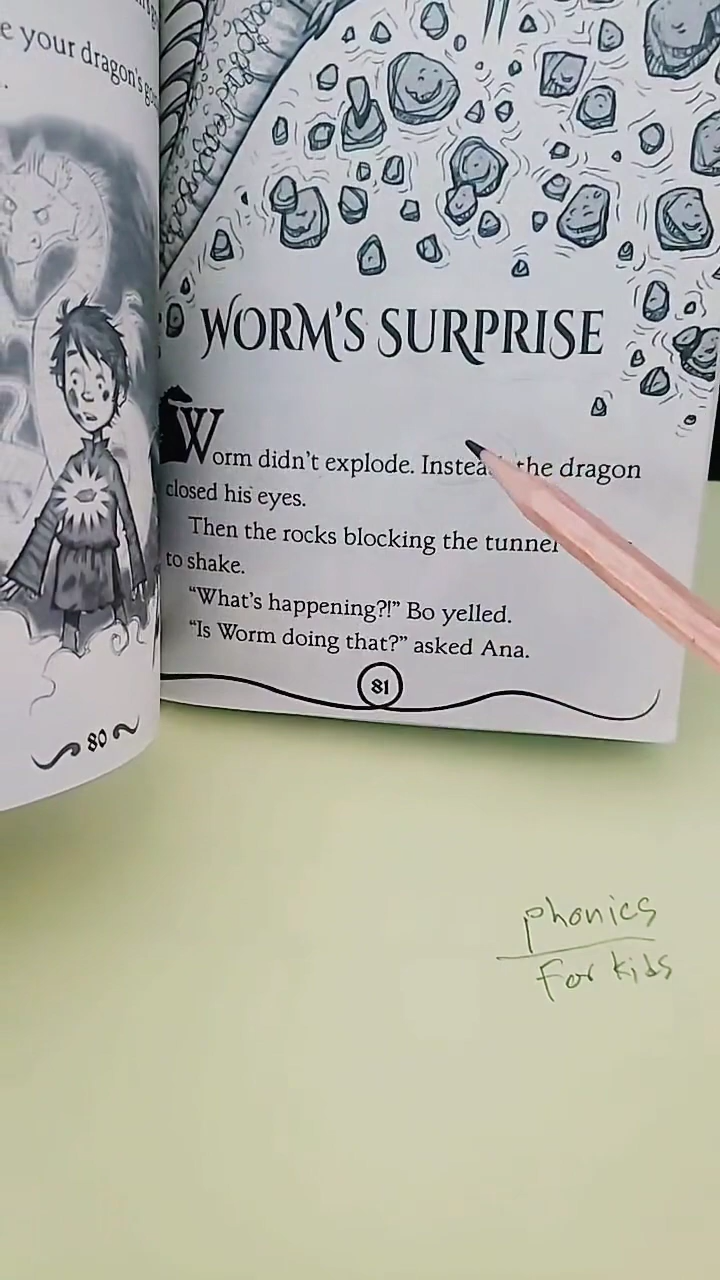 e your dragon's
80
WORM'S SURPRISE
Worm didn't explode. Instead, the dragon
closed his eyes.
Then the rocks blocking the tunnel
to shake.
"What's happening?!" Bo yelled.
"Is Worm doing that?" asked Ana.
81
phonics
for kids